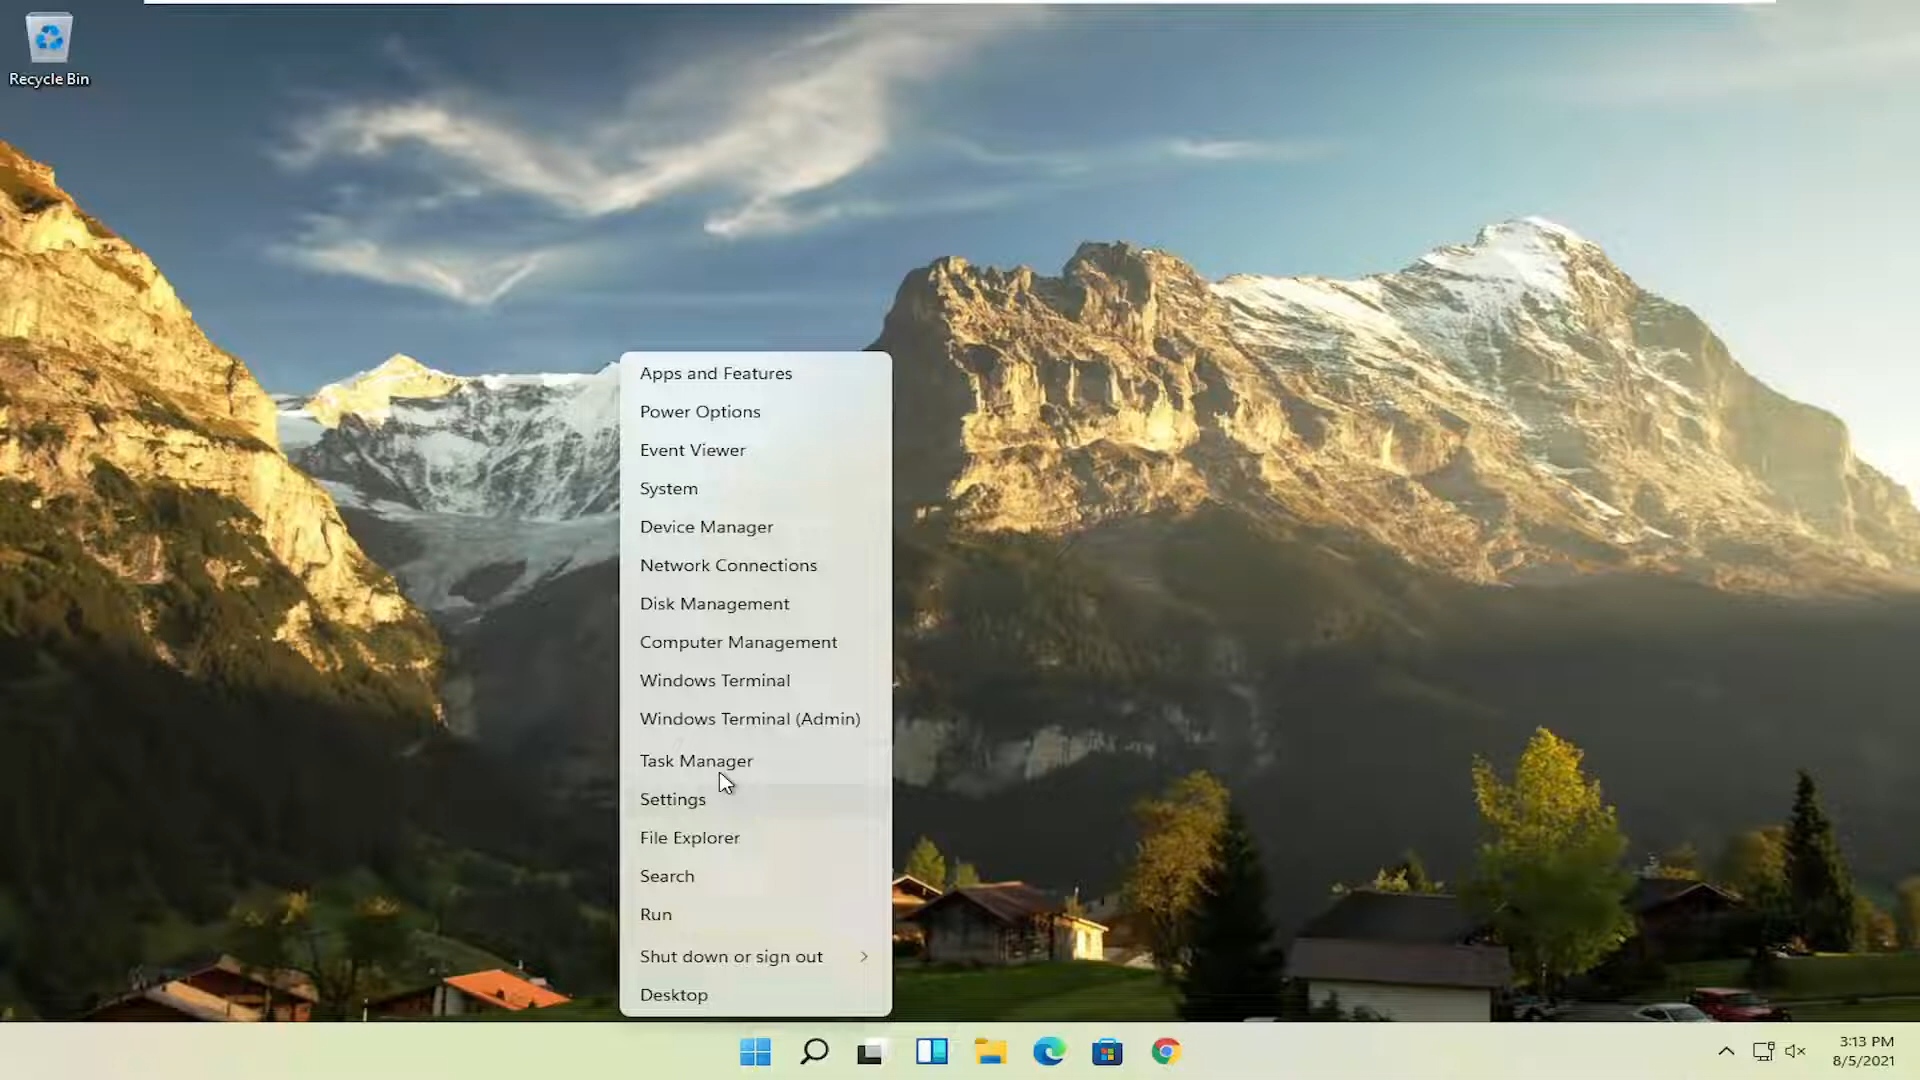 Recycle Bin
Apps and Features
Power Options
Event Viewer
System
Device Manager
Network Connections
Disk Management
Computer Management
Windows Terminal
Windows Terminal (Admin)
Task Manager
Settings
File Explorer
Search
Run
Shut down or sign out
Desktop
3:13 PM
8/5/2021